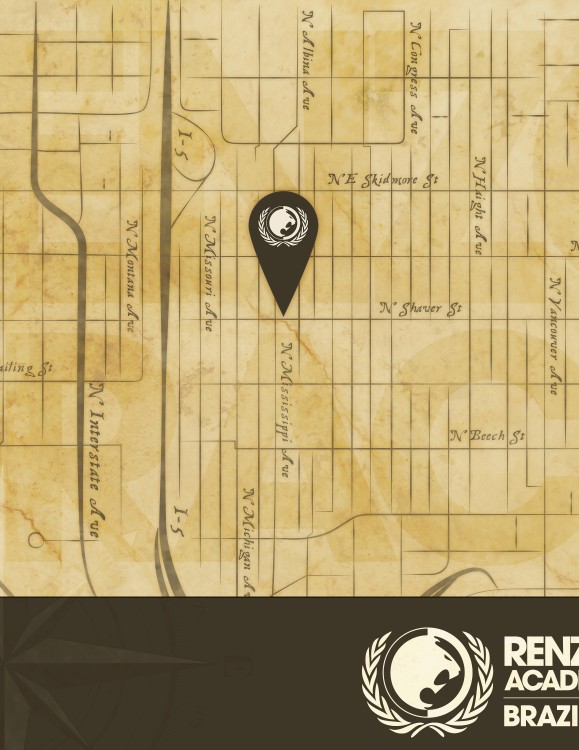 N Albina Ave
N Congress Ave
I-5
N E Skidmore St
N Haight Ave
N Montana Ave
N Missouri Ave
N Shaver St
N Vancouver Ave
ailing St
N Mississippi Ave
N Interstate Ave
N Beech St
N Michigan Ave
I-5
RENZ
ACAD
BRAZI